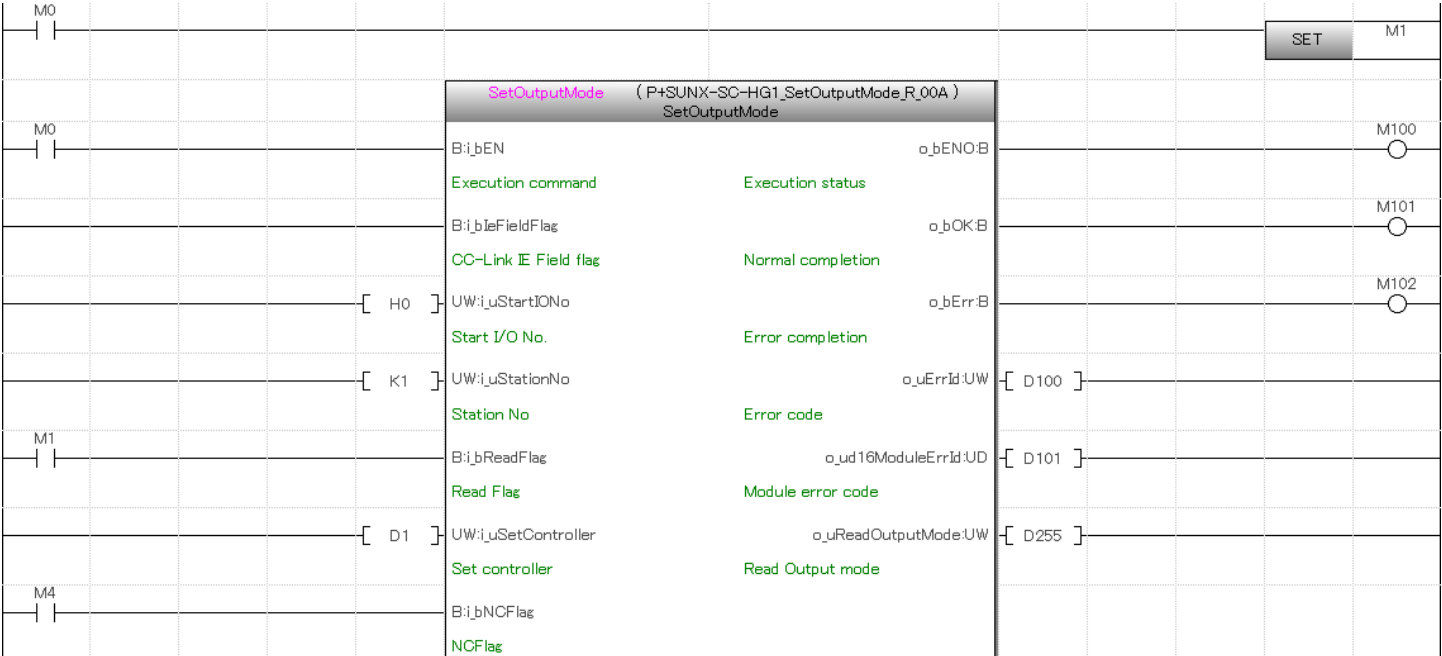 M0
SET M1
SetOutputMode (P+SUNX-SC-HG1_SetOutputMode_R_00A)
SetOutputMode
M0 M100
B:i_bEN o_bENO:B
Execution command Execution status
M101
B:i_bIeFieldFlag o_bOK:B
CC-Link IE Field flag Normal completion
M102
H0 UW:i_uStartIONo o_bErr:B
Start I/O No. Error completion
K1 UW:i_uStationNo o_uErrId:UW D100
Station No Error code
M1
B:i_bReadFlag o_ud16ModuleErrId:UD D101
Read Flag Module error code
D1 UW:i_uSetController o_uReadOutputMode:UW D255
Set controller Read Output mode
M4
B:i_bNCFlag
NCFlag